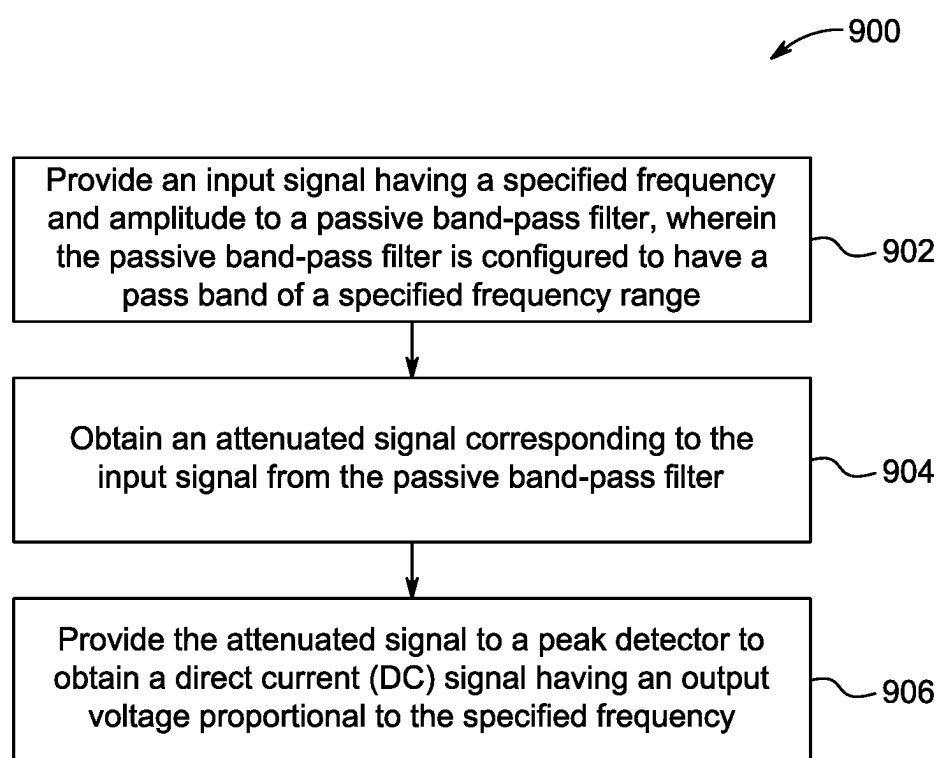 900
Provide an input signal having a specified frequency
and amplitude to a passive band-pass filter, wherein
the passive band-pass filter is configured to have a
pass band of a specified frequency range
902
Obtain an attenuated signal corresponding to the
input signal from the passive band-pass filter
904
Provide the attenuated signal to a peak detector to
obtain a direct current (DC) signal having an output
voltage proportional to the specified frequency
906